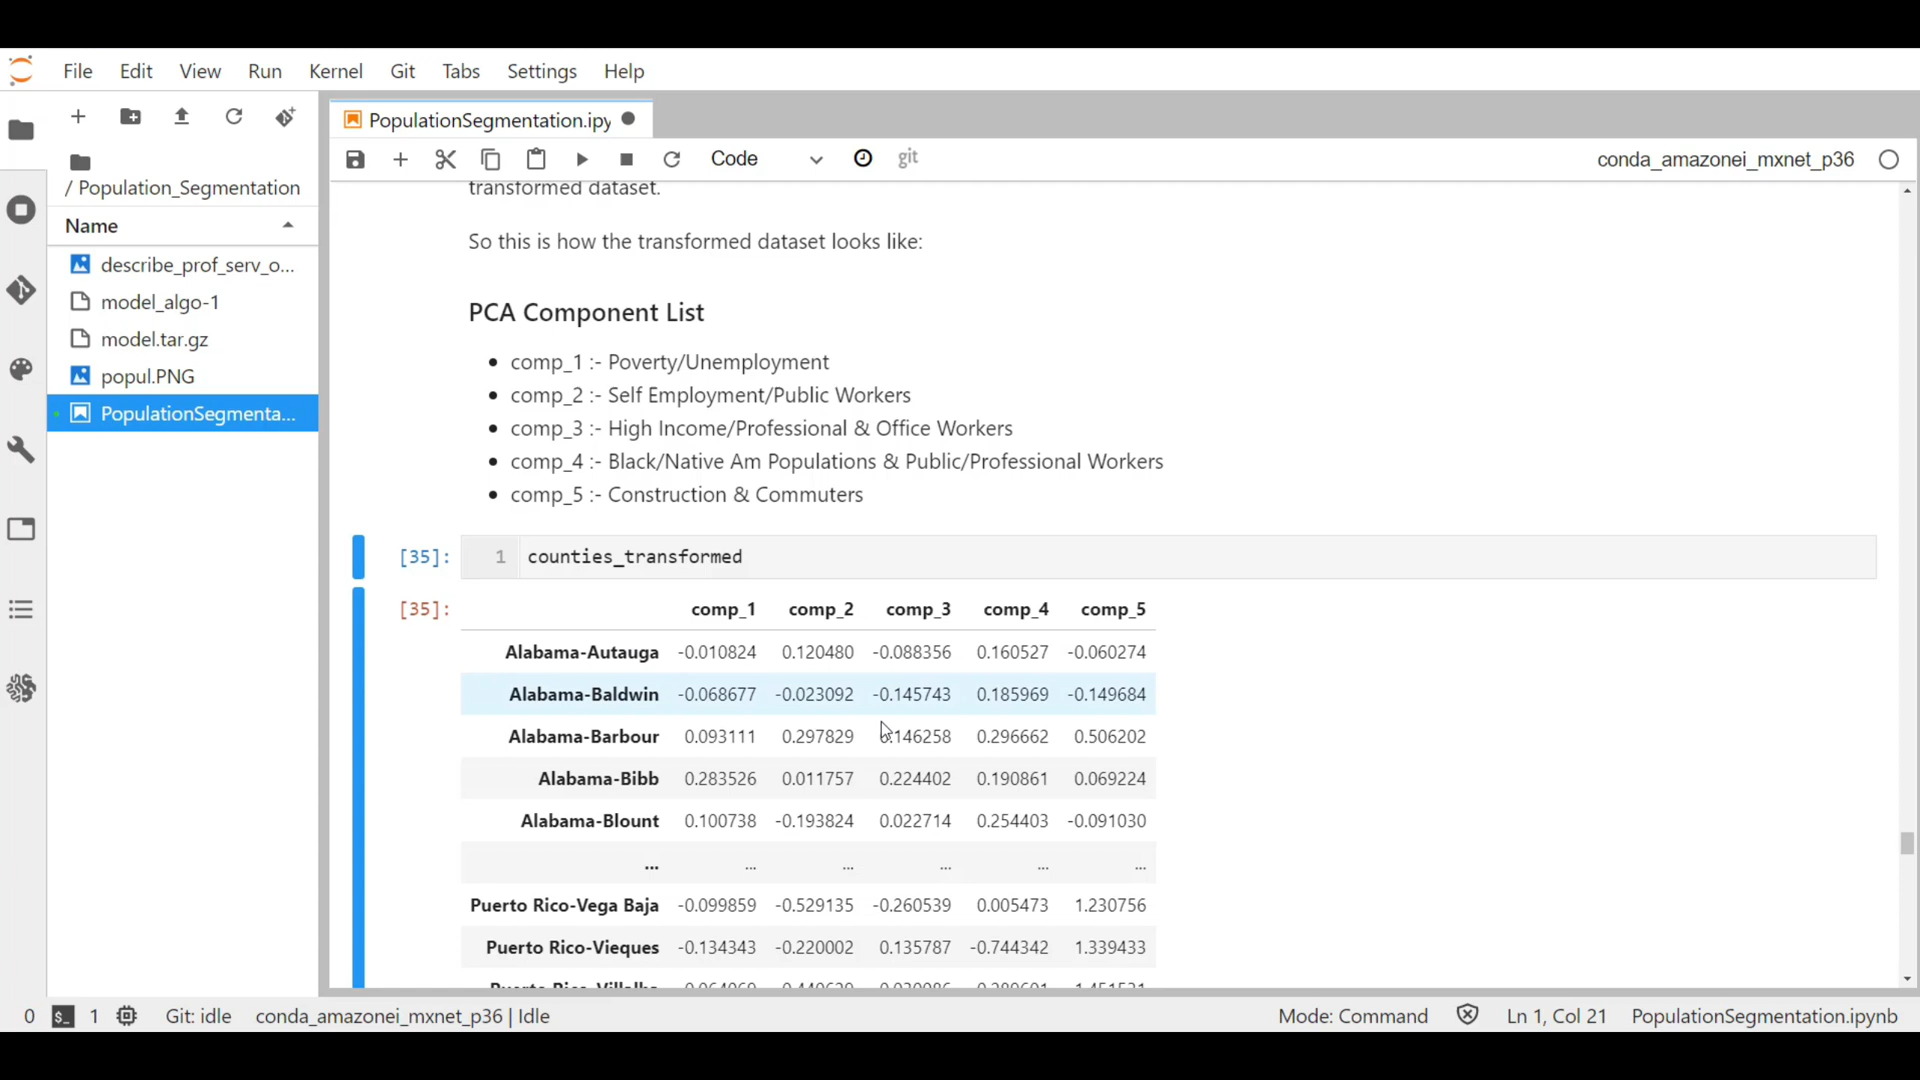 File Edit View Run Kernel Git Tabs Settings Help
PopulationSegmentation.ipy
/ Population_Segmentation
Code
git
conda_amazonei_mxnet_p36
Name
describe_prof_serv_o...
model_algo-1
model.tar.gz
popul.PNG
PopulationSegmenta...
transformed dataset.
So this is how the transformed dataset looks like:
PCA Component List
comp_1 :- Poverty/Unemployment
comp_2 :- Self Employment/Public Workers
comp_3 :- High Income/Professional & Office Workers
comp_4 :- Black/Native Am Populations & Public/Professional Workers
comp_5 :- Construction & Commuters
[35]: 1 counties_transformed
[35]: comp_1 comp_2 comp_3 comp_4 comp_5
Alabama-Autauga -0.010824 0.120480 -0.088356 0.160527 -0.060274
Alabama-Baldwin -0.068677 -0.023092 -0.145743 0.185969 -0.149684
Alabama-Barbour 0.093111 0.297829 0.146258 0.296662 0.506202
Alabama-Bibb 0.283526 0.011757 0.224402 0.190861 0.069224
Alabama-Blount 0.100738 -0.193824 0.022714 0.254403 -0.091030
... ... ... ... ... ...
Puerto Rico-Vega Baja -0.099859 -0.529135 -0.260539 0.005473 1.230756
Puerto Rico-Vieques -0.134343 -0.220002 0.135787 -0.744342 1.339433
0 1 Git: idle conda_amazonei_mxnet_p36 | Idle Mode: Command Ln 1, Col 21 PopulationSegmentation.ipynb